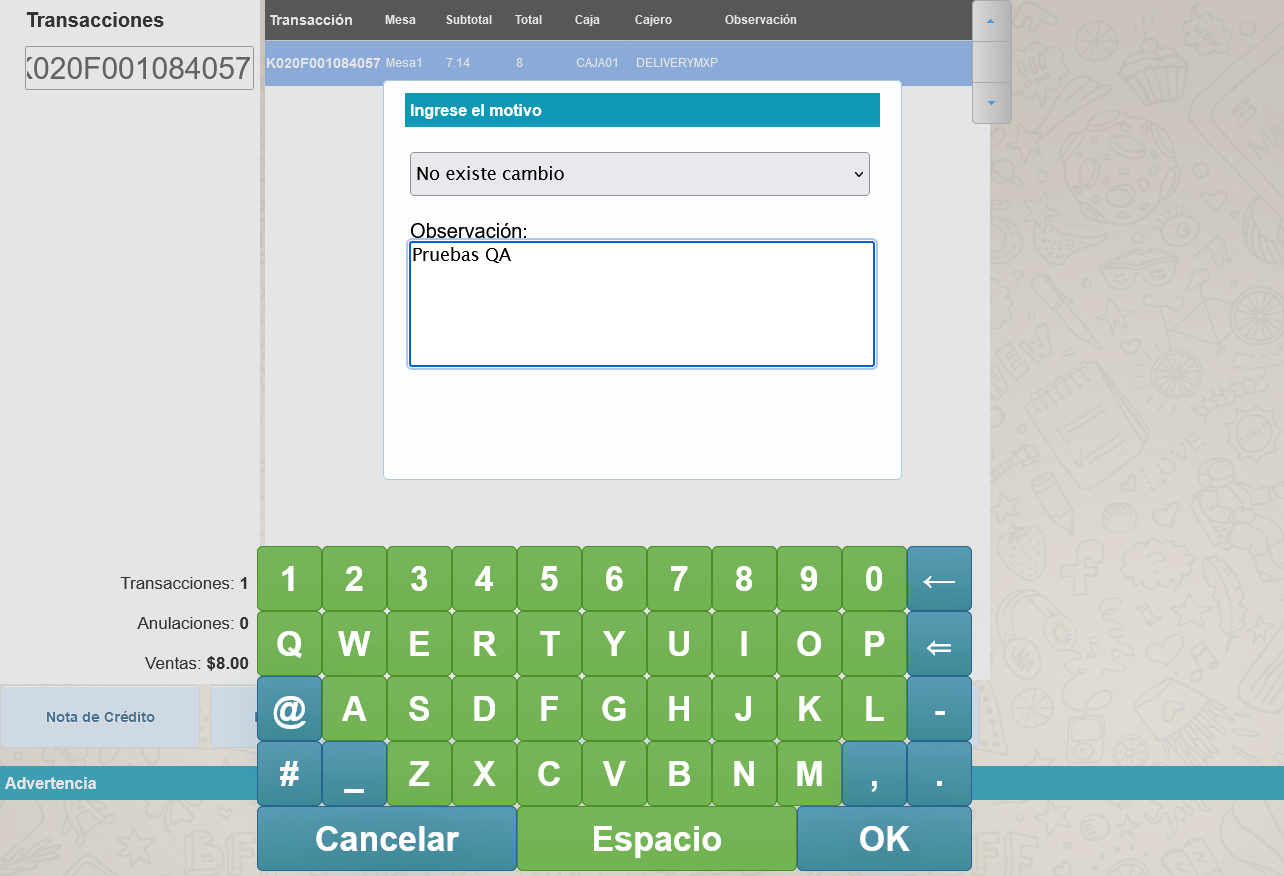 Transacciones
K020F001084057
Transacción Mesa Subtotal Total Caja Cajero Observación
K020F001084057 Mesa1 7.14 8 CAJA01 DELIVERYMXP
Ingrese el motivo
No existe cambio
Observación:
Pruebas QA
Transacciones: 1
Anulaciones: 0
Ventas: $8.00
Nota de Crédito
Advertencia
1 2 3 4 5 6 7 8 9 0 ←
Q W E R T Y U I O P ⇐
@ A S D F G H J K L -
# _ Z X C V B N M , .
Cancelar Espacio OK